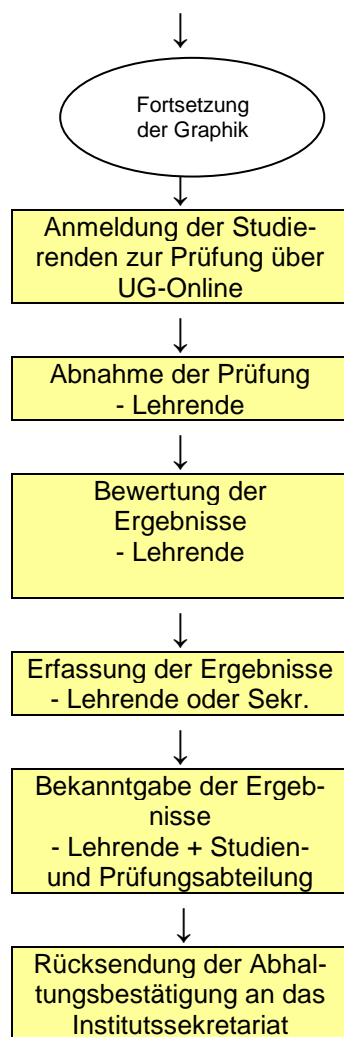 Fortsetzung
der Graphik
Anmeldung der Studie-
renden zur Prüfung über
UG-Online
Abnahme der Prüfung
- Lehrende
Bewertung der
Ergebnisse
- Lehrende
Erfassung der Ergebnisse
- Lehrende oder Sekr.
Bekanntgabe der Ergeb-
nisse
- Lehrende + Studien-
und Prüfungsabteilung
Rücksendung der Abhal-
tungsbestätigung an das
Institutssekretariat